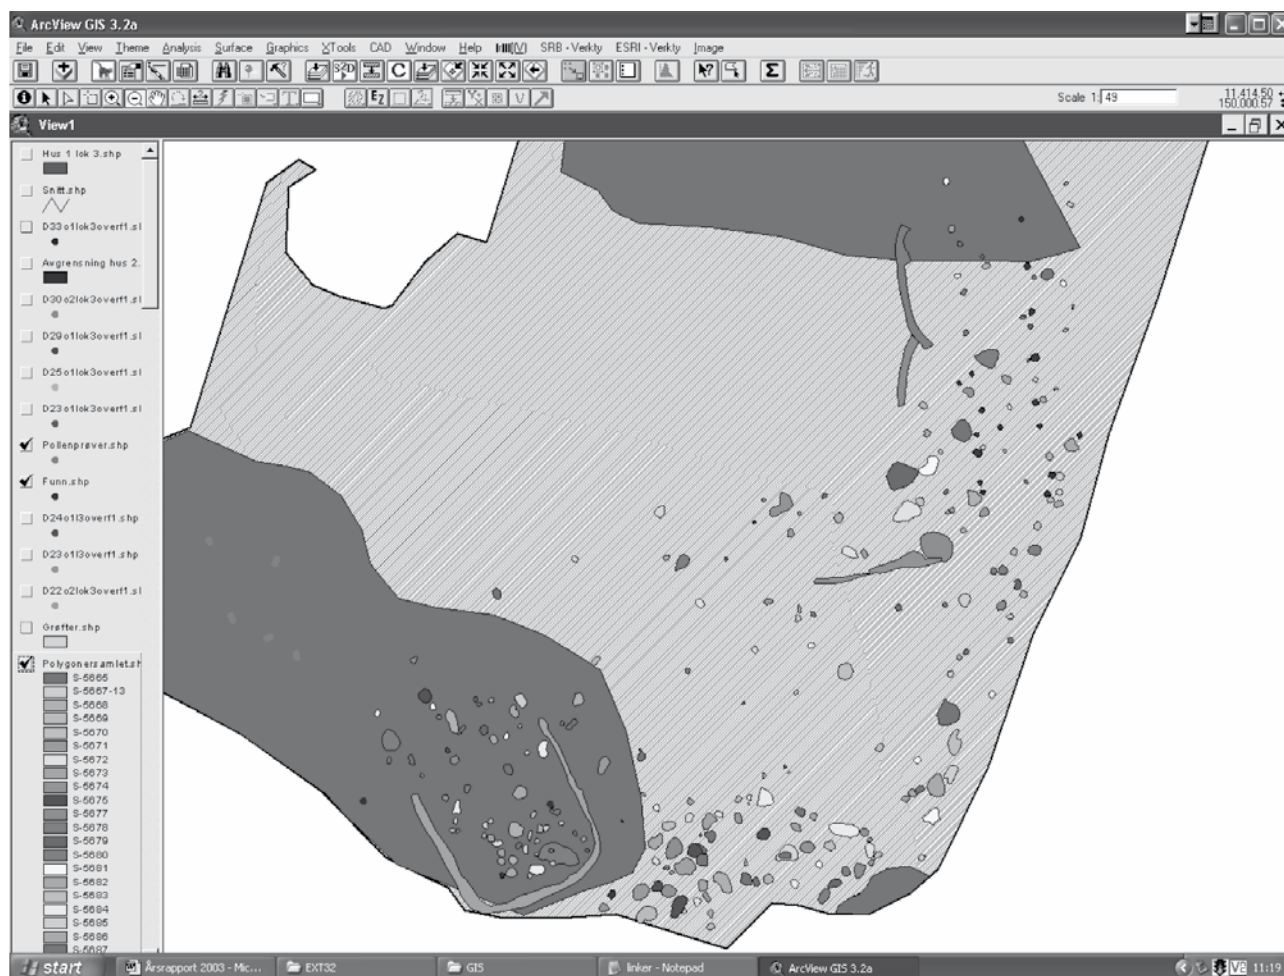 ArcView GIS 3.2a
File Edit View Theme Analysis Surface Graphics XTools CAD Window Help SRB-Verkty ESRI-Verkty Image
Scale 1: 49
11,414.50
150,000.57
View1
Hus 1 lok 3.shp
Snitt.shp
D33o1lok3overf1.sl
Avgrensning hus 2.
D30o2lok3overf1.sl
D29o1lok3overf1.sl
D25o1lok3overf1.sl
D23o1lok3overf1.sl
Pollenprøver.shp
Funn.shp
D24o1l3overf1.shp
D23o1l3overf1.shp
D22o2lok3overf1.sl
Grøfter.shp
Polygonersamlet.sh
S-5665
S-5667-13
S-5668
S-5669
S-5670
S-5671
S-5672
S-5673
S-5674
S-5675
S-5677
S-5678
S-5679
S-5680
S-5681
S-5682
S-5683
S-5684
S-5685
S-5686
S-5687
start Årsrapport 2003 - Mic... EXT32 GIS linker - Notepad ArcView GIS 3.2a 11:19